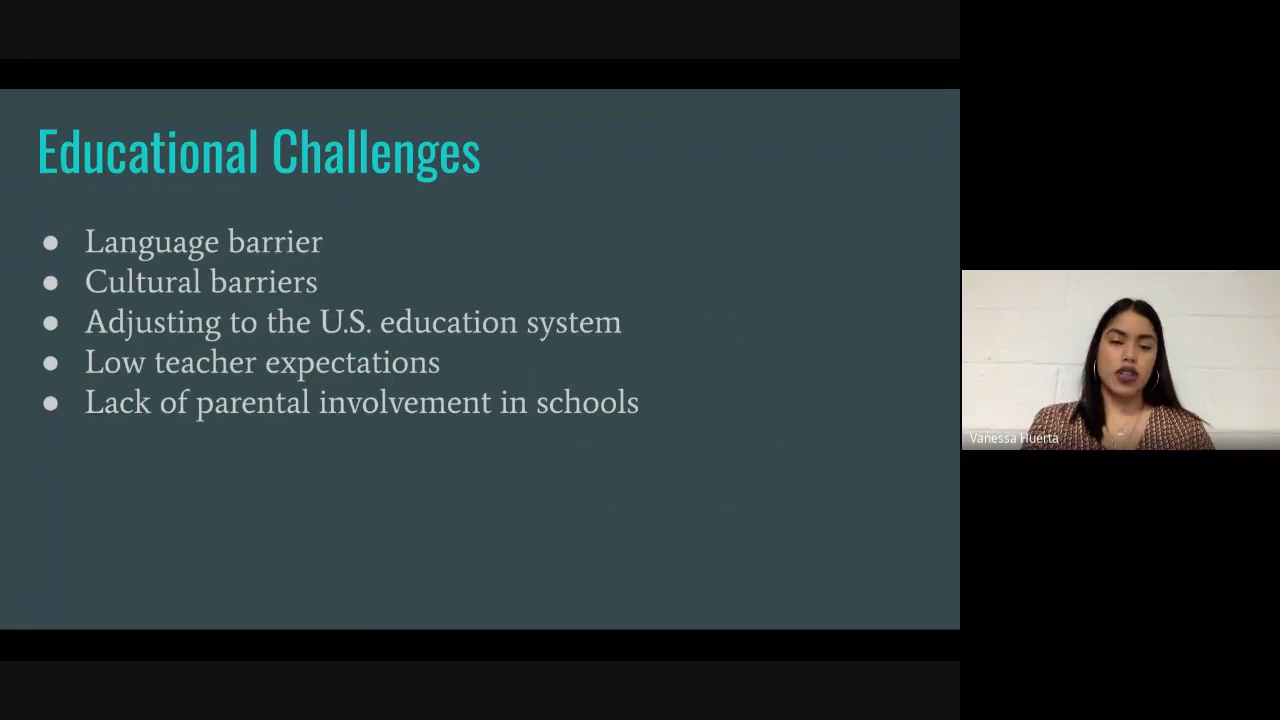 Educational Challenges
● Language barrier
● Cultural barriers
● Adjusting to the U.S. education system
● Low teacher expectations
● Lack of parental involvement in schools
Vanessa Huerta